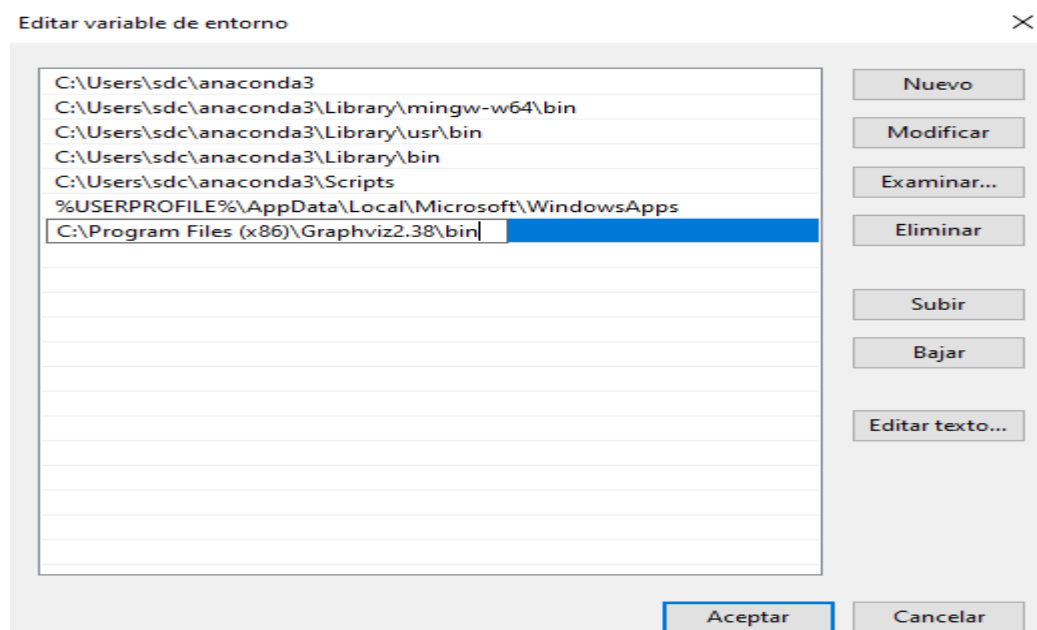 Editar variable de entorno
C:\Users\sdc\anaconda3
C:\Users\sdc\anaconda3\Library\mingw-w64\bin
C:\Users\sdc\anaconda3\Library\usr\bin
C:\Users\sdc\anaconda3\Library\bin
C:\Users\sdc\anaconda3\Scripts
%USERPROFILE%\AppData\Local\Microsoft\WindowsApps
C:\Program Files (x86)\Graphviz2.38\bin
Nuevo
Modificar
Examinar...
Eliminar
Subir
Bajar
Editar texto...
Aceptar
Cancelar